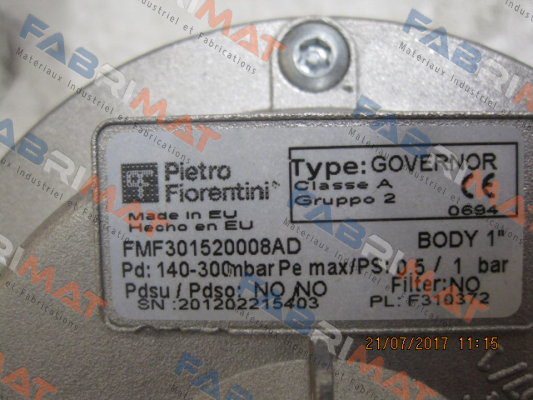 Pietro
Fiorentini
Type: GOVERNOR
Classe A
Gruppo 2
CE
0694
Made in EU
Hecho en EU
FMF301520008AD
BODY 1"
Pd: 140-300mbar Pe max/PS: 0.5 / 1 bar
Pdsu / Pdso: NO NO
Filter:NO
SN :201202215403
PL: F310372
21/07/2017 11:15
FABRIMAT
Materiaux Industriel et Fabrications